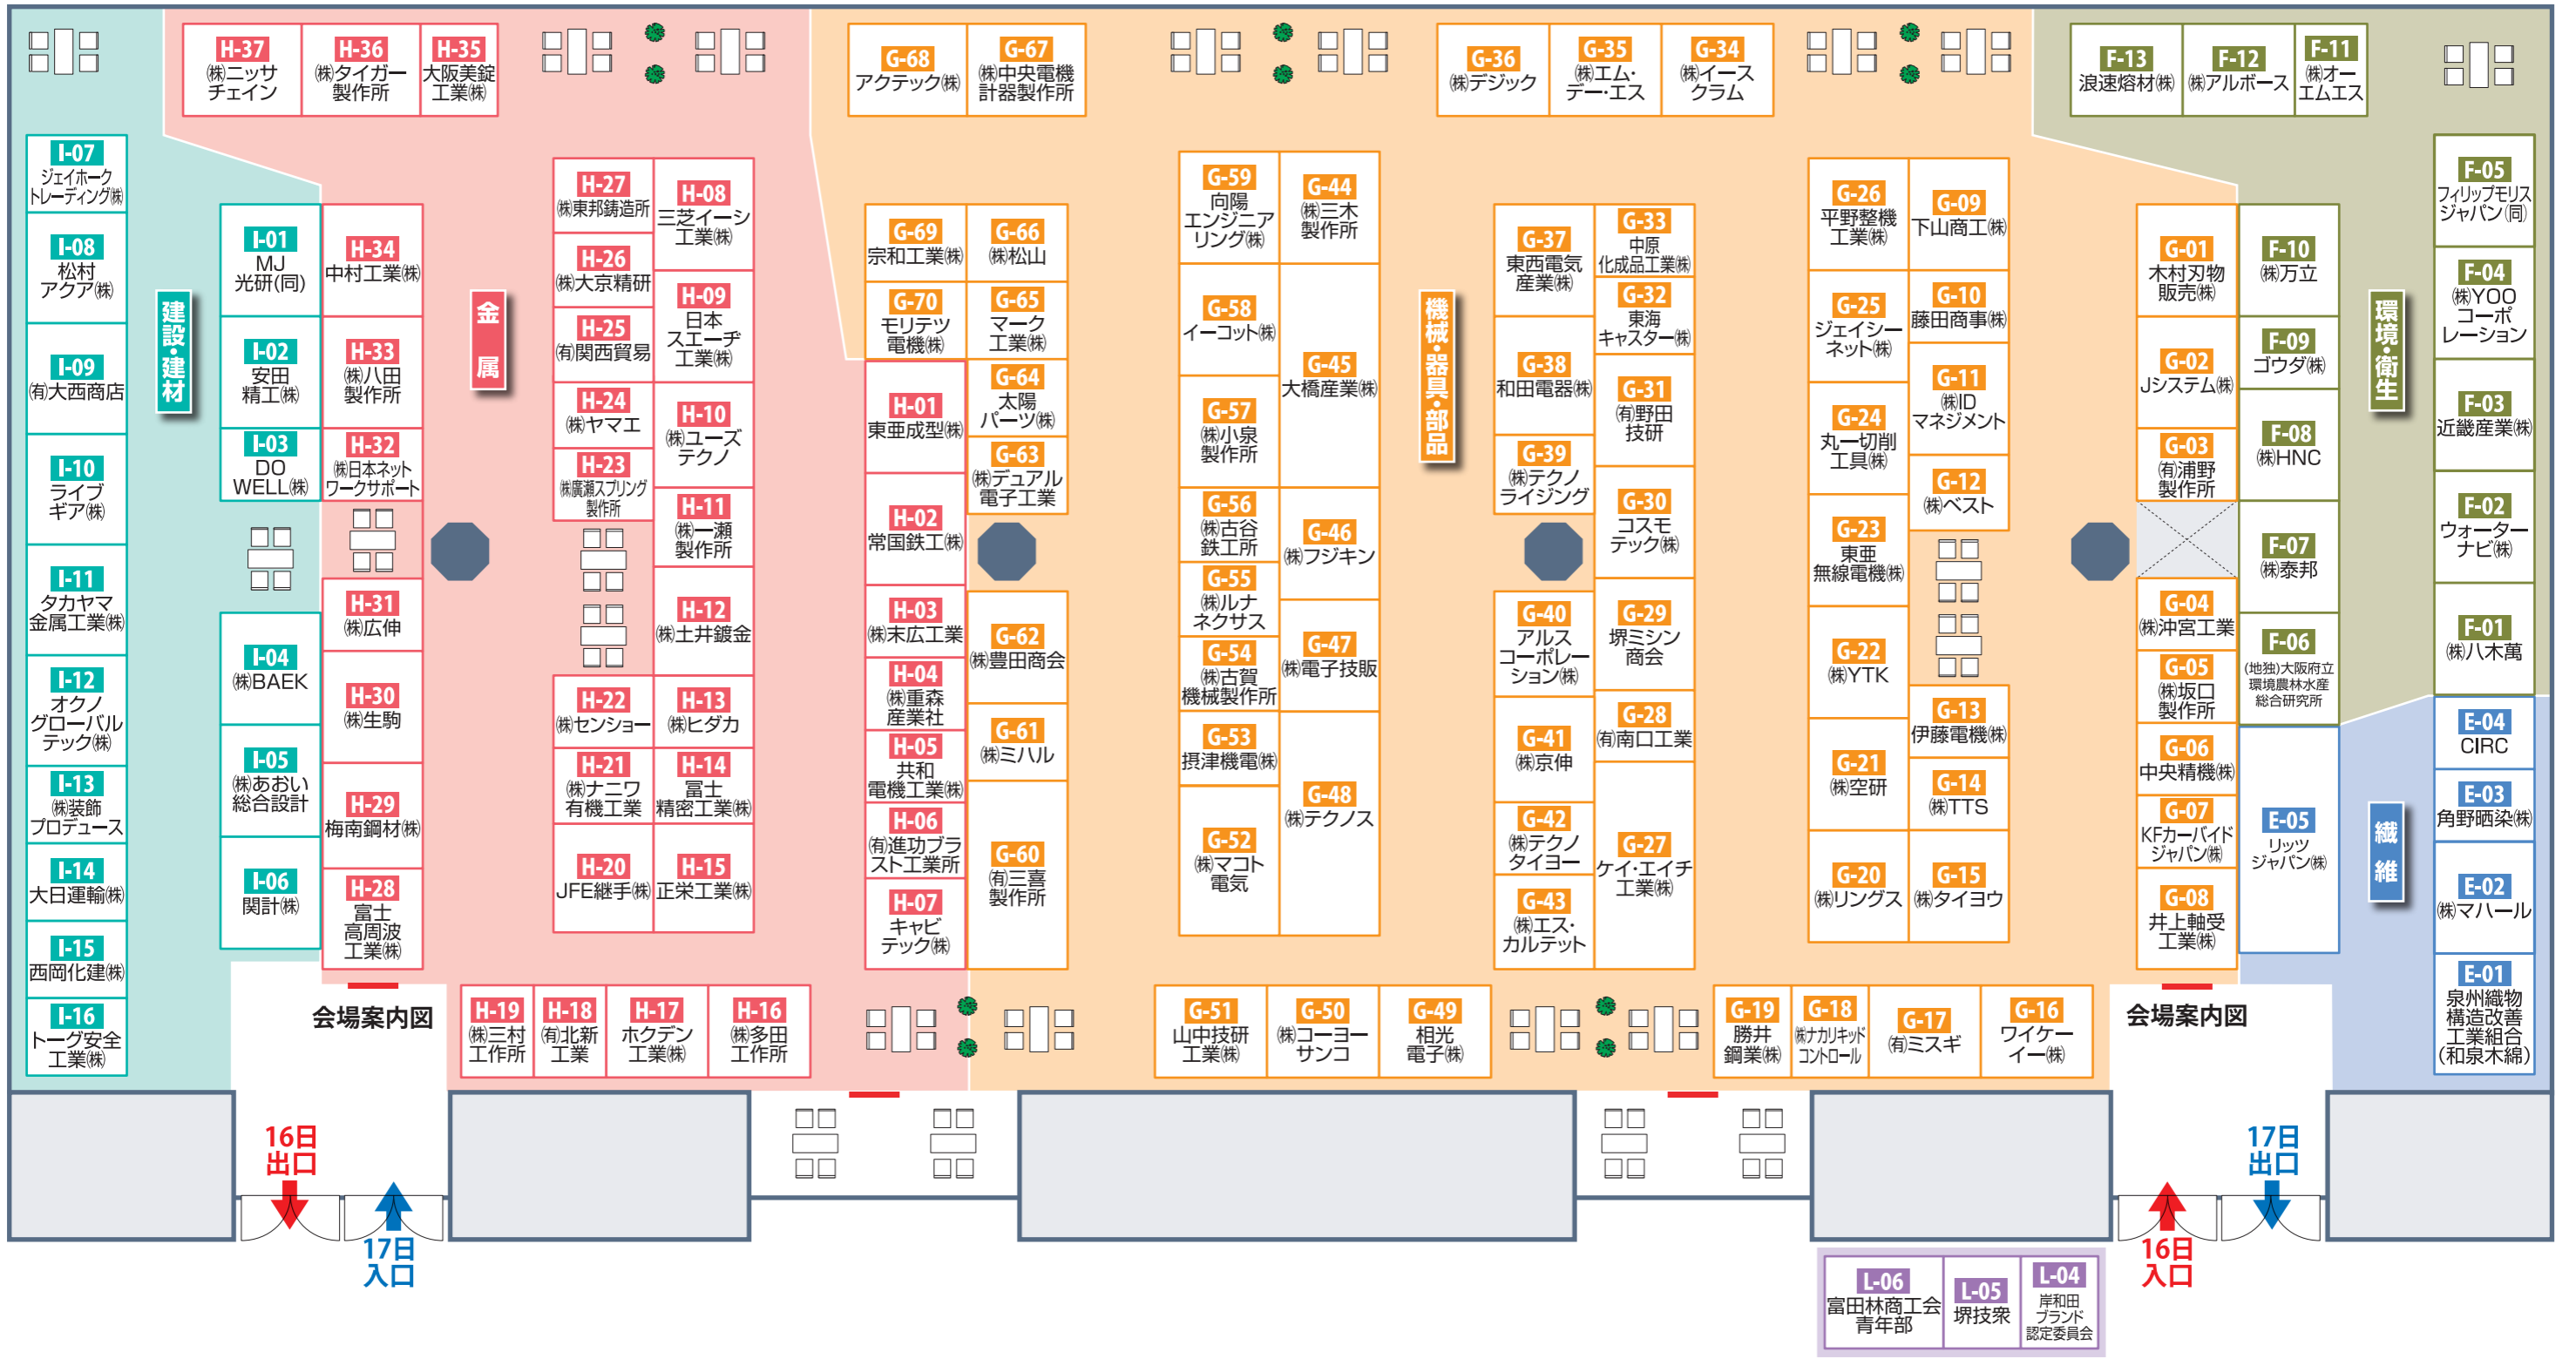 H-37
㈱ニッサ
チェイン
H-36
㈱タイガー
製作所
H-35
大阪美錠
工業㈱
G-68
アクテック㈱
G-67
㈱中央電機
計器製作所
G-36
㈱デジック
G-35
㈱エム・
デー・エス
G-34
㈱イース
クラム
F-13
浪速熔材㈱
F-12
㈱アルボース
F-11
㈱オー
エムエス
I-07
ジェイホーク
トレーディング㈱
I-08
松村
アクア㈱
I-09
㈲大西商店
I-10
ライブ
ギア㈱
I-11
タカヤマ
金属工業㈱
I-12
オクノ
グローバル
テック㈱
I-13
㈱装飾
プロデュース
I-14
大日運輸㈱
I-15
西岡化建㈱
I-16
トーグ安全
工業㈱
建設・建材
I-01
MJ
光研(同)
I-02
安田
精工㈱
I-03
DO
WELL㈱
I-04
㈱BAEK
I-05
㈱あおい
総合設計
I-06
関計㈱
H-34
中村工業㈱
H-33
㈱八田
製作所
H-32
㈱日本ネット
ワークサポート
H-31
㈱広伸
H-30
㈱生駒
H-29
梅南鋼材㈱
H-28
富士
高周波
工業㈱
会場案内図
金属
H-27
㈱東邦鋳造所
H-26
㈱大京精研
H-25
㈲関西貿易
H-24
㈱ヤマエ
H-23
㈱廣瀬スプリング
製作所
H-22
㈱センショー
H-21
㈱ナニワ
有機工業
H-20
JFE継手㈱
H-08
三芝イーシ
工業㈱
H-09
日本
スエーヂ
工業㈱
H-10
㈱ユーズ
テクノ
H-11
㈱一瀬
製作所
H-12
㈱土井鍍金
H-13
㈱ヒダカ
H-14
冨士
精密工業㈱
H-15
正栄工業㈱
H-19
㈱三村
工作所
H-18
㈲北新
工業
H-17
ホクデン
工業㈱
H-16
㈱多田
工作所
G-69
宗和工業㈱
G-70
モリテツ
電機㈱
H-01
東亜成型㈱
H-02
常国鉄工㈱
H-03
㈱末広工業
H-04
㈱重森
産業社
H-05
共和
電機工業㈱
H-06
㈲進功ブラ
スト工業所
H-07
キャビ
テック㈱
G-66
㈱松山
G-65
マーク
工業㈱
G-64
太陽
パーツ㈱
G-63
㈱デュアル
電子工業
G-62
㈱豊田商会
G-61
㈱ミハル
G-60
㈲三喜
製作所
G-59
向陽
エンジニア
リング㈱
G-58
イーコット㈱
G-57
㈱小泉
製作所
G-56
㈱古谷
鉄工所
G-55
㈱ルナ
ネクサス
G-54
㈱古賀
機械製作所
G-53
摂津機電㈱
G-52
㈱マコト
電気
G-44
㈱三木
製作所
G-45
大橋産業㈱
G-46
㈱フジキン
G-47
㈱電子技販
G-48
㈱テクノス
G-51
山中技研
工業㈱
G-50
㈱コーヨー
サンコ
G-49
相光
電子㈱
機械・器具・部品
G-37
東西電気
産業㈱
G-38
和田電器㈱
G-39
㈱テクノ
ライジング
G-40
アルス
コーポレー
ション㈱
G-41
㈱京伸
G-42
㈱テクノ
タイヨー
G-43
㈱エス・
カルテット
G-33
中原
化成品工業㈱
G-32
東海
キャスター㈱
G-31
㈲野田
技研
G-30
コスモ
テック㈱
G-29
堺ミシン
商会
G-28
㈲南口工業
G-27
ケイ・エイチ
工業㈱
G-26
平野整機
工業㈱
G-25
ジェイシー
ネット㈱
G-24
丸一切削
工具㈱
G-23
東亜
無線電機㈱
G-22
㈱YTK
G-21
㈱空研
G-20
㈱リングス
G-09
下山商工㈱
G-10
藤田商事㈱
G-11
㈱ID
マネジメント
G-12
㈱ベスト
G-13
伊藤電機㈱
G-14
㈱TTS
G-15
㈱タイヨウ
G-19
勝井
鋼業㈱
G-18
㈱ナカリキッド
コントロール
G-17
㈲ミスギ
G-16
ワイケー
イー㈱
G-01
木村刃物
販売㈱
G-02
Jシステム㈱
G-03
㈲浦野
製作所
G-04
㈱沖宮工業
G-05
㈱坂口
製作所
G-06
中央精機㈱
G-07
KFカーバイド
ジャパン㈱
G-08
井上軸受
工業㈱
会場案内図
F-10
㈱万立
F-09
ゴウダ㈱
F-08
㈱HNC
F-07
㈱泰邦
F-06
(地独)大阪府立
環境農林水産
総合研究所
E-05
リッツ
ジャパン㈱
環境・衛生
繊維
F-05
フィリップモリス
ジャパン(同)
F-04
㈱YOO
コーポ
レーション
F-03
近畿産業㈱
F-02
ウォーター
ナビ㈱
F-01
㈱八木萬
E-04
CIRC
E-03
角野晒染㈱
E-02
㈱マハール
E-01
泉州織物
構造改善
工業組合
(和泉木綿)
16日
出口
17日
入口
16日
入口
17日
出口
L-06
富田林商工会
青年部
L-05
堺技衆
L-04
岸和田
ブランド
認定委員会